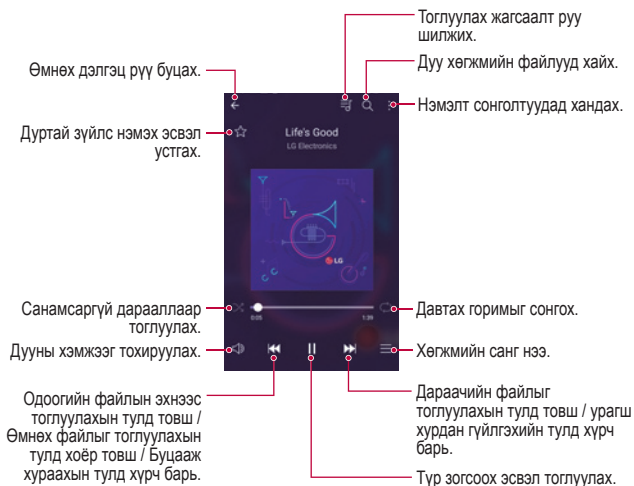 Тоглуулах жагсаалт руу
шилжих.
Өмнөх дэлгэц рүү буцах.
Дуу хөгжмийн файлууд хайх.
Нэмэлт сонголтуудад хандах.
Дуртай зүйлс нэмэх эсвэл
устгах.
Life's Good
LG Electronics
LG
Санамсаргүй дарааллаар
тоглуулах.
0:05
1:39
Давтах горимыг сонгох.
Дууны хэмжээг тохируулах.
Хөгжмийн санг нээ.
Одоогийн файлын эхнээс
тоглуулахын тулд товш /
Өмнөх файлыг тоглуулахын
тулд хоёр товш / Буцааж
хураахын тулд хүрч барь.
Дараачийн файлыг
тоглуулахын тулд товш / урагш
хурдан гүйлгэхийн тулд хүрч
барь.
Түр зогсоох эсвэл тоглуулах.